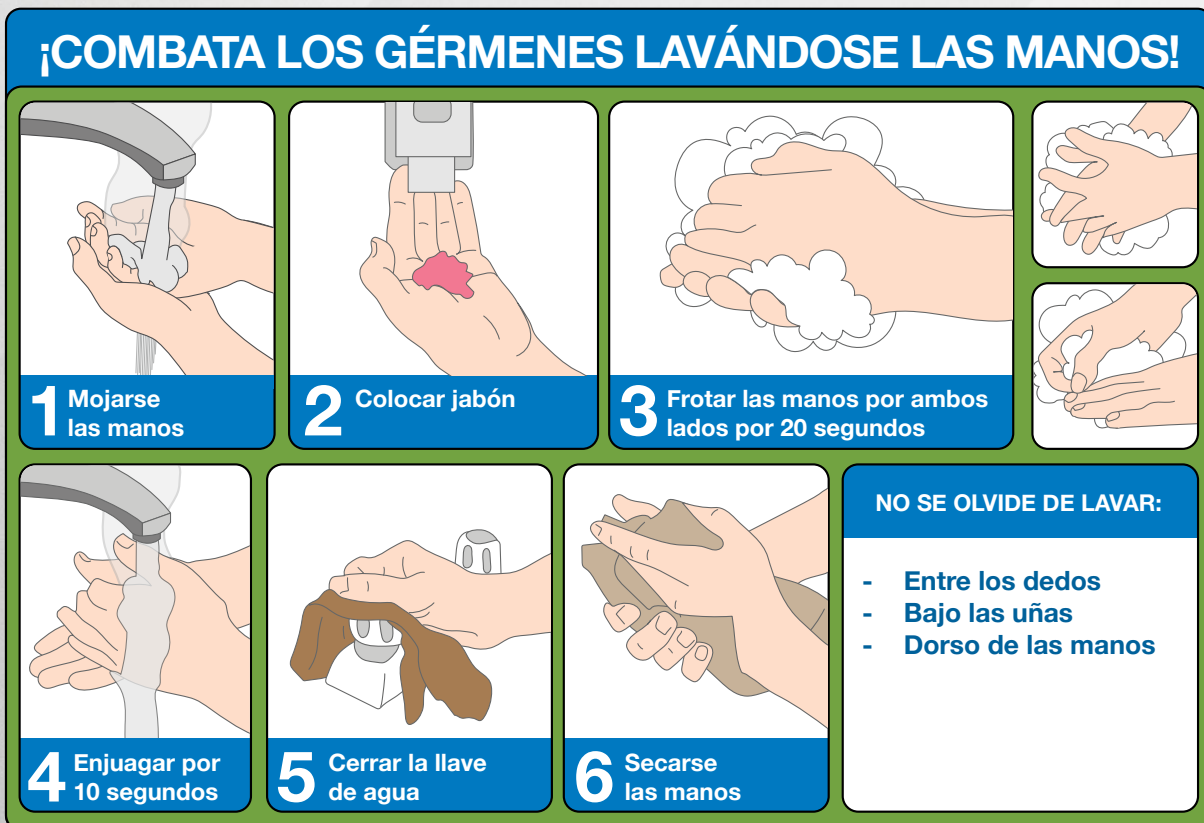 ¡COMBATA LOS GÉRMENES LAVÁNDOSE LAS MANOS!
1 Mojarse
las manos
2 Colocar jabón
3 Frotar las manos por ambos
lados por 20 segundos
4 Enjuagar por
10 segundos
5 Cerrar la llave
de agua
6 Secarse
las manos
NO SE OLVIDE DE LAVAR:
- Entre los dedos
- Bajo las uñas
- Dorso de las manos